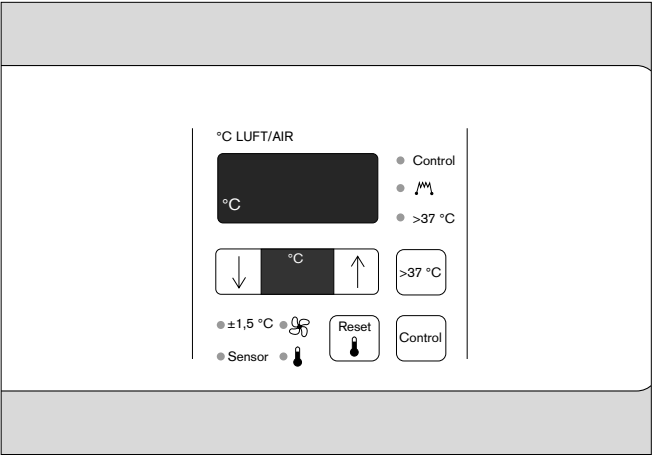 °C LUFT/AIR
Control
°C
>37 °C
°C
>37 °C
±1,5 °C
Reset
Control
Sensor